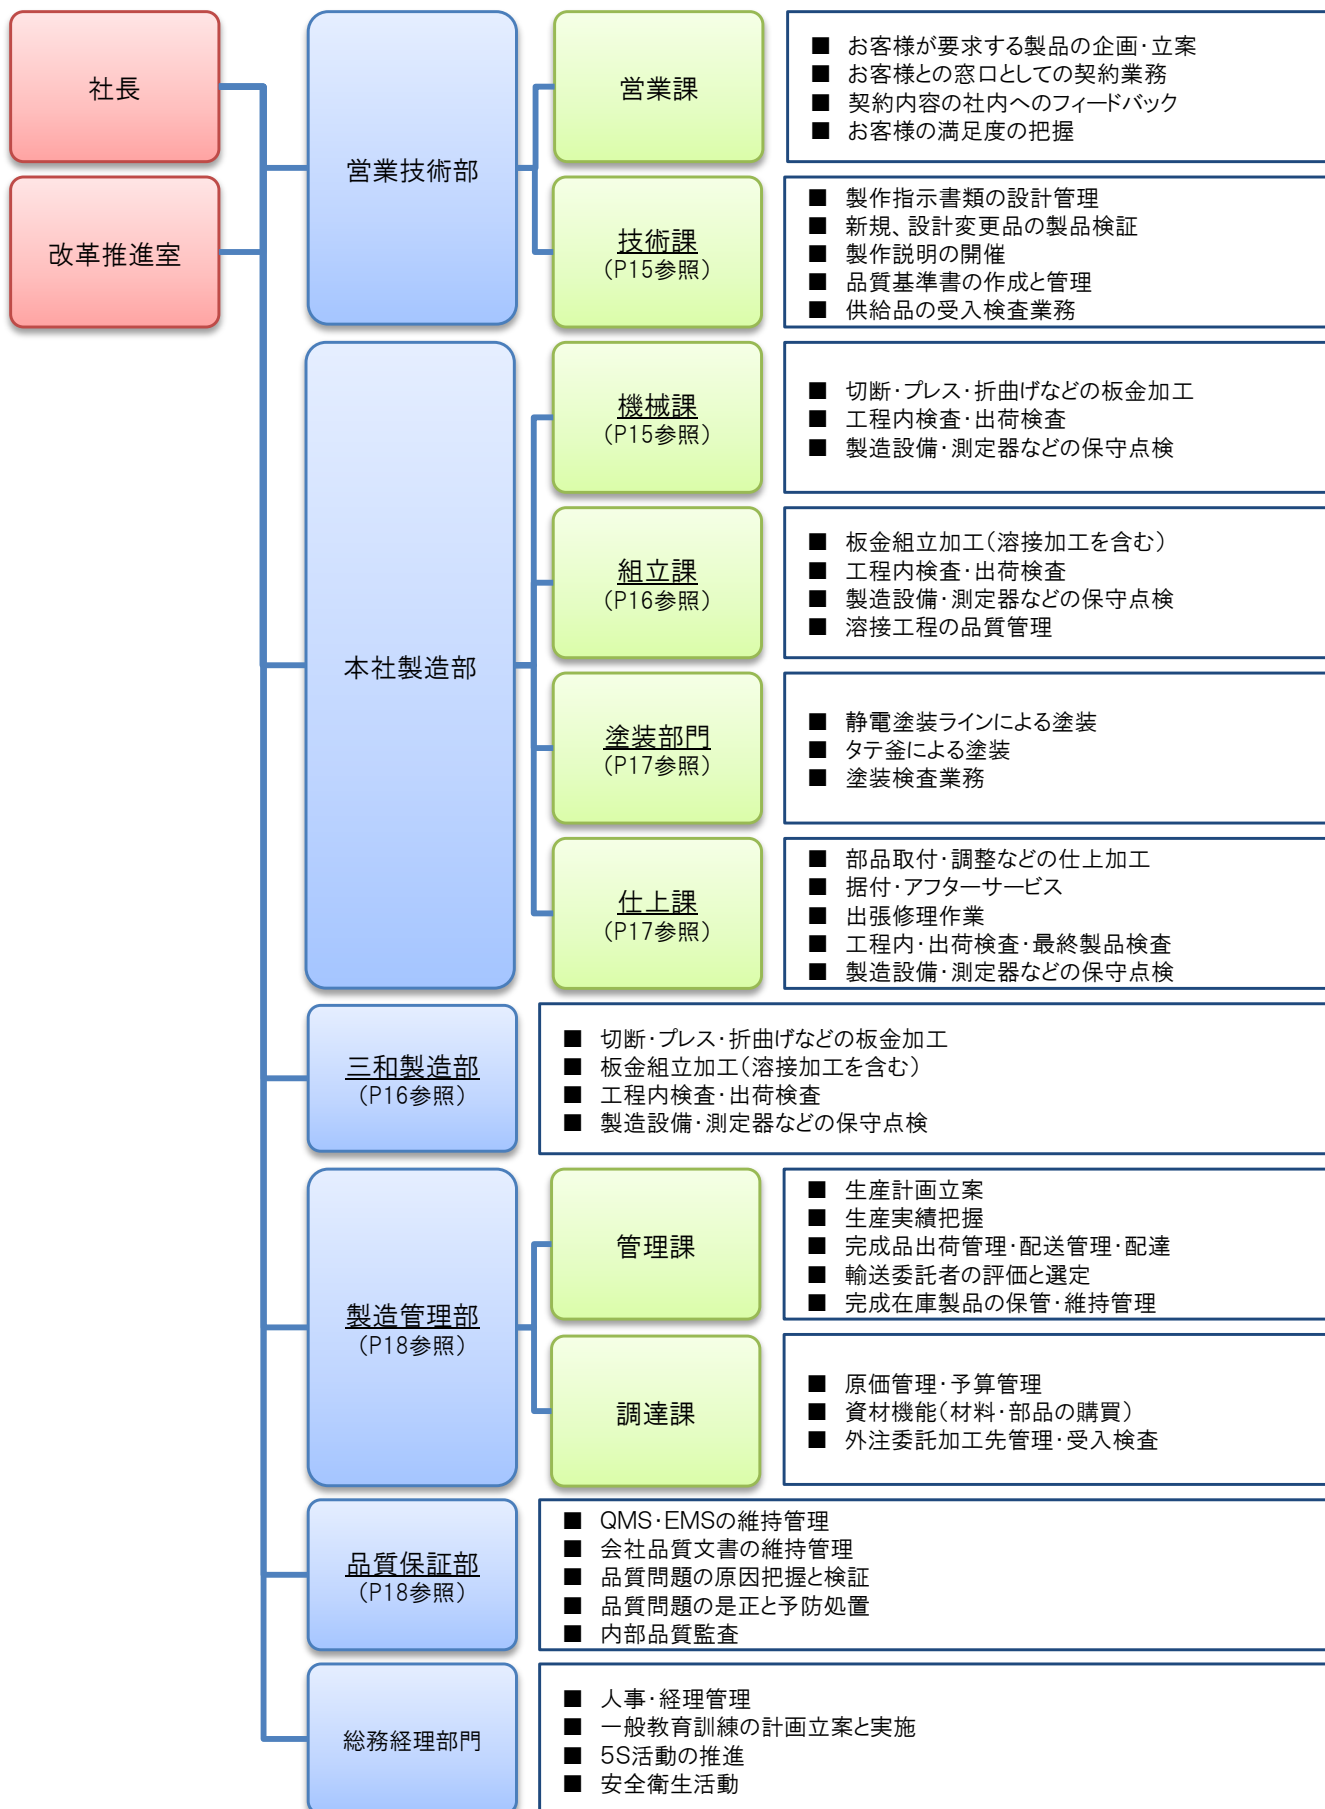 社長
改革推進室
営業技術部
営業課
■ お客様が要求する製品の企画・立案
■ お客様との窓口としての契約業務
■ 契約内容の社内へのフィードバック
■ お客様の満足度の把握
技術課
(P15参照)
■ 製作指示書類の設計管理
■ 新規、設計変更品の製品検証
■ 製作説明の開催
■ 品質基準書の作成と管理
■ 供給品の受入検査業務
本社製造部
機械課
(P15参照)
■ 切断・プレス・折曲げなどの板金加工
■ 工程内検査・出荷検査
■ 製造設備・測定器などの保守点検
組立課
(P16参照)
■ 板金組立加工(溶接加工を含む)
■ 工程内検査・出荷検査
■ 製造設備・測定器などの保守点検
■ 溶接工程の品質管理
塗装部門
(P17参照)
■ 静電塗装ラインによる塗装
■ タテ釜による塗装
■ 塗装検査業務
仕上課
(P17参照)
■ 部品取付・調整などの仕上加工
■ 据付・アフターサービス
■ 出張修理作業
■ 工程内・出荷検査・最終製品検査
■ 製造設備・測定器などの保守点検
三和製造部
(P16参照)
■ 切断・プレス・折曲げなどの板金加工
■ 板金組立加工(溶接加工を含む)
■ 工程内検査・出荷検査
■ 製造設備・測定器などの保守点検
製造管理部
(P18参照)
管理課
■ 生産計画立案
■ 生産実績把握
■ 完成品出荷管理・配送管理・配達
■ 輸送委託者の評価と選定
■ 完成在庫製品の保管・維持管理
調達課
■ 原価管理・予算管理
■ 資材機能(材料・部品の購買)
■ 外注委託加工先管理・受入検査
品質保証部
(P18参照)
■ QMS・EMSの維持管理
■ 会社品質文書の維持管理
■ 品質問題の原因把握と検証
■ 品質問題の是正と予防処置
■ 内部品質監査
総務経理部門
■ 人事・経理管理
■ 一般教育訓練の計画立案と実施
■ 5S活動の推進
■ 安全衛生活動